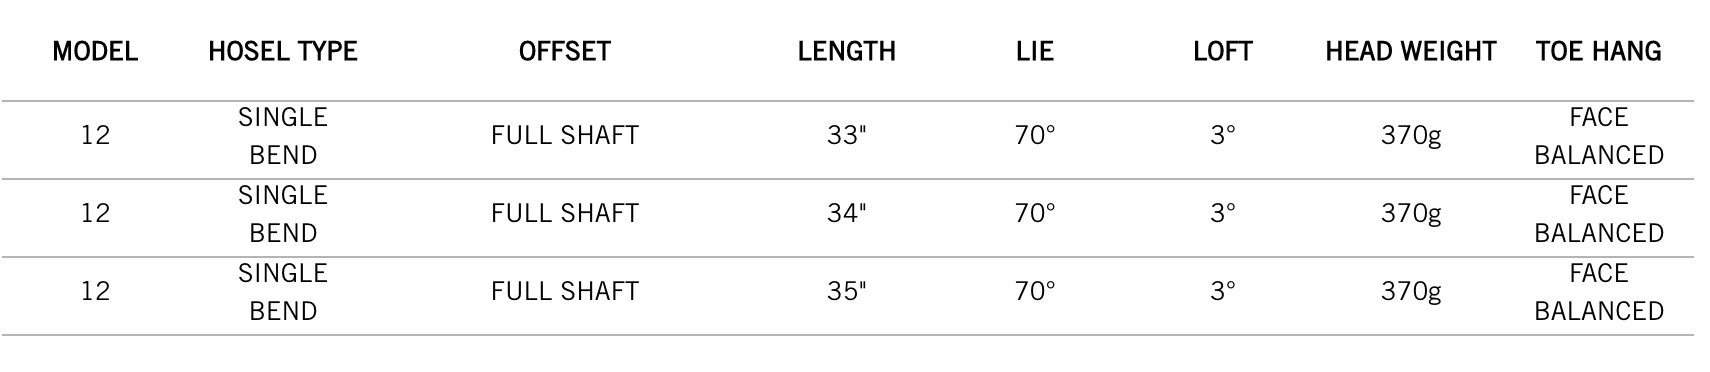 MODEL HOSEL TYPE OFFSET LENGTH LIE LOFT HEAD WEIGHT TOE HANG
12 SINGLE BEND FULL SHAFT 33" 70° 3° 370g FACE BALANCED
12 SINGLE BEND FULL SHAFT 34" 70° 3° 370g FACE BALANCED
12 SINGLE BEND FULL SHAFT 35" 70° 3° 370g FACE BALANCED